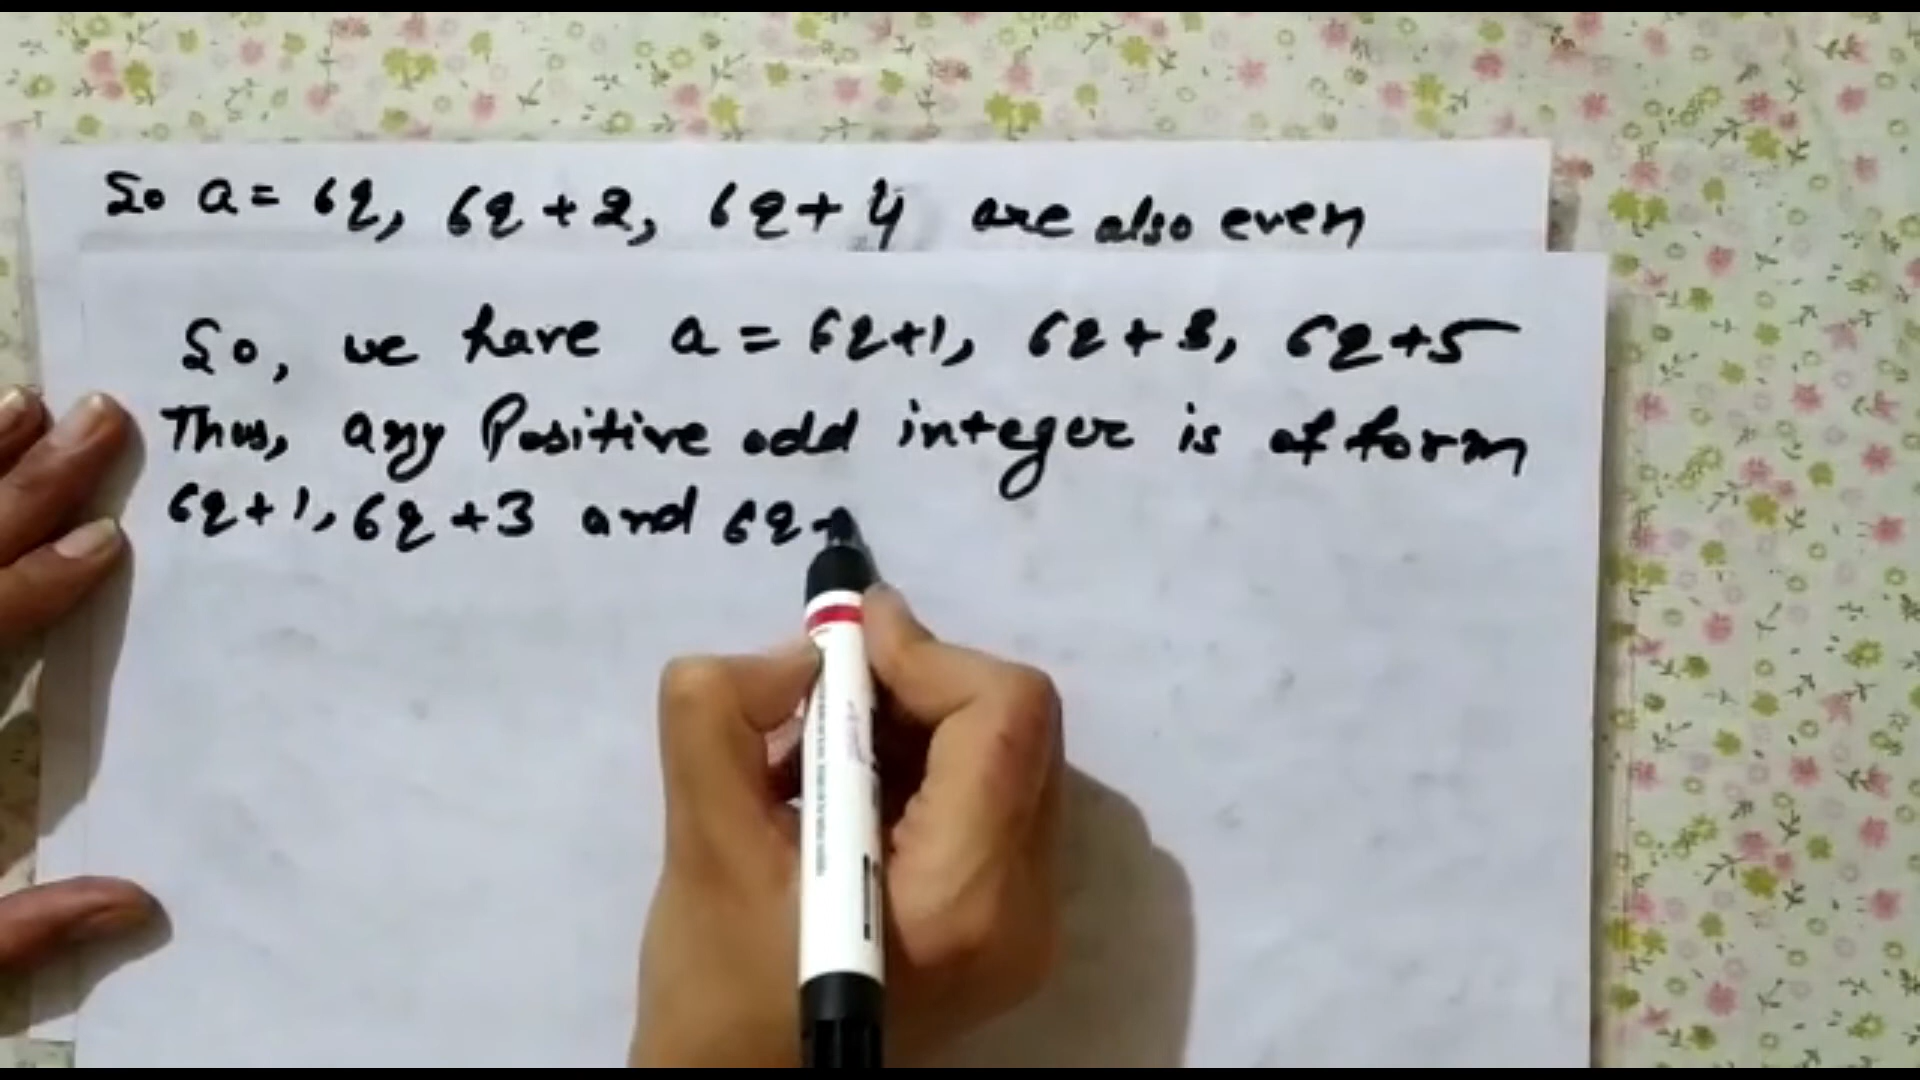 So a = 6q, 6q + 2, 6q + 4 are also even
So, we have a = 6q+1, 6q + 3, 6q+5
Thus, any Positive odd integer is of form
6q+1, 6q +3 and 6q+